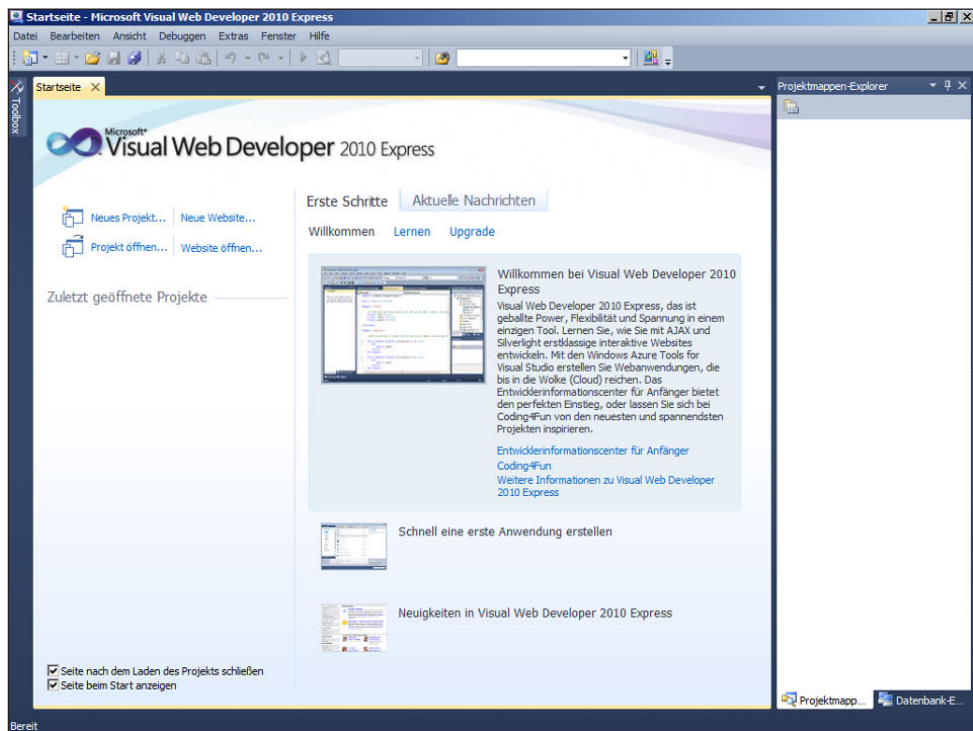 Startseite - Microsoft Visual Web Developer 2010 Express
Datei Bearbeiten Ansicht Debuggen Extras Fenster Hilfe
Toolbox
Startseite
Projektmappen-Explorer
Microsoft®
Visual Web Developer 2010 Express
Neues Projekt... Neue Website...
Projekt öffnen... Website öffnen...
Zuletzt geöffnete Projekte
Erste Schritte Aktuelle Nachrichten
Willkommen Lernen Upgrade
Willkommen bei Visual Web Developer 2010
Express
Visual Web Developer 2010 Express, das ist
geballte Power, Flexibilität und Spannung in einem
einzigen Tool. Lernen Sie, wie Sie mit AJAX und
Silverlight erstklassige interaktive Websites
entwickeln. Mit den Windows Azure Tools for
Visual Studio erstellen Sie Webanwendungen, die
bis in die Wolke (Cloud) reichen. Das
Entwicklerinformationscenter für Anfänger bietet
den perfekten Einstieg, oder lassen Sie sich bei
Coding4Fun von den neuesten und spannendsten
Projekten inspirieren.
Entwicklerinformationscenter für Anfänger
Coding4Fun
Weitere Informationen zu Visual Web Developer
2010 Express
Schnell eine erste Anwendung erstellen
Neuigkeiten in Visual Web Developer 2010 Express
Seite nach dem Laden des Projekts schließen
Seite beim Start anzeigen
Projektmapp... Datenbank-E...
Bereit